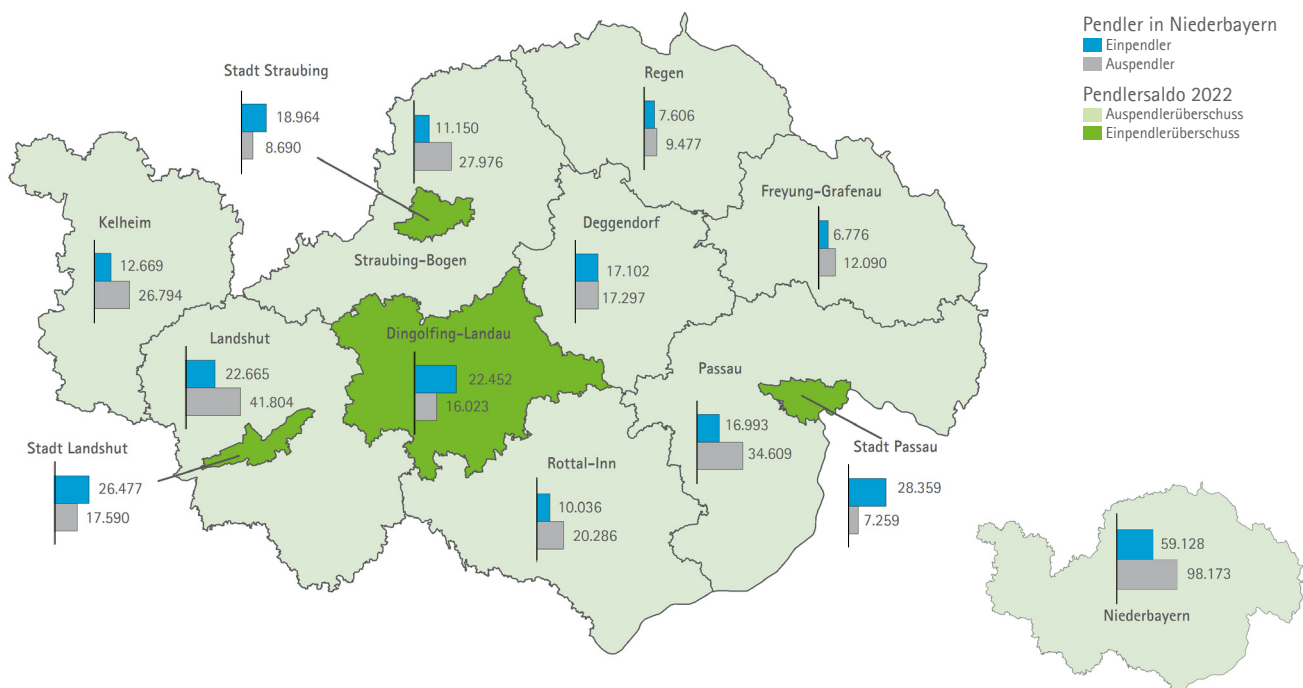 Pendler in Niederbayern
Einpendler
Auspendler
Pendlersaldo 2022
Auspendlerüberschuss
Einpendlerüberschuss
Stadt Straubing
18.964
8.690
11.150
27.976
Straubing-Bogen
Regen
7.606
9.477
Freyung-Grafenau
6.776
12.090
Kelheim
12.669
26.794
Deggendorf
17.102
17.297
Landshut
22.665
41.804
Dingolfing-Landau
22.452
16.023
Passau
16.993
34.609
Stadt Landshut
26.477
17.590
Rottal-Inn
10.036
20.286
Stadt Passau
28.359
7.259
59.128
98.173
Niederbayern